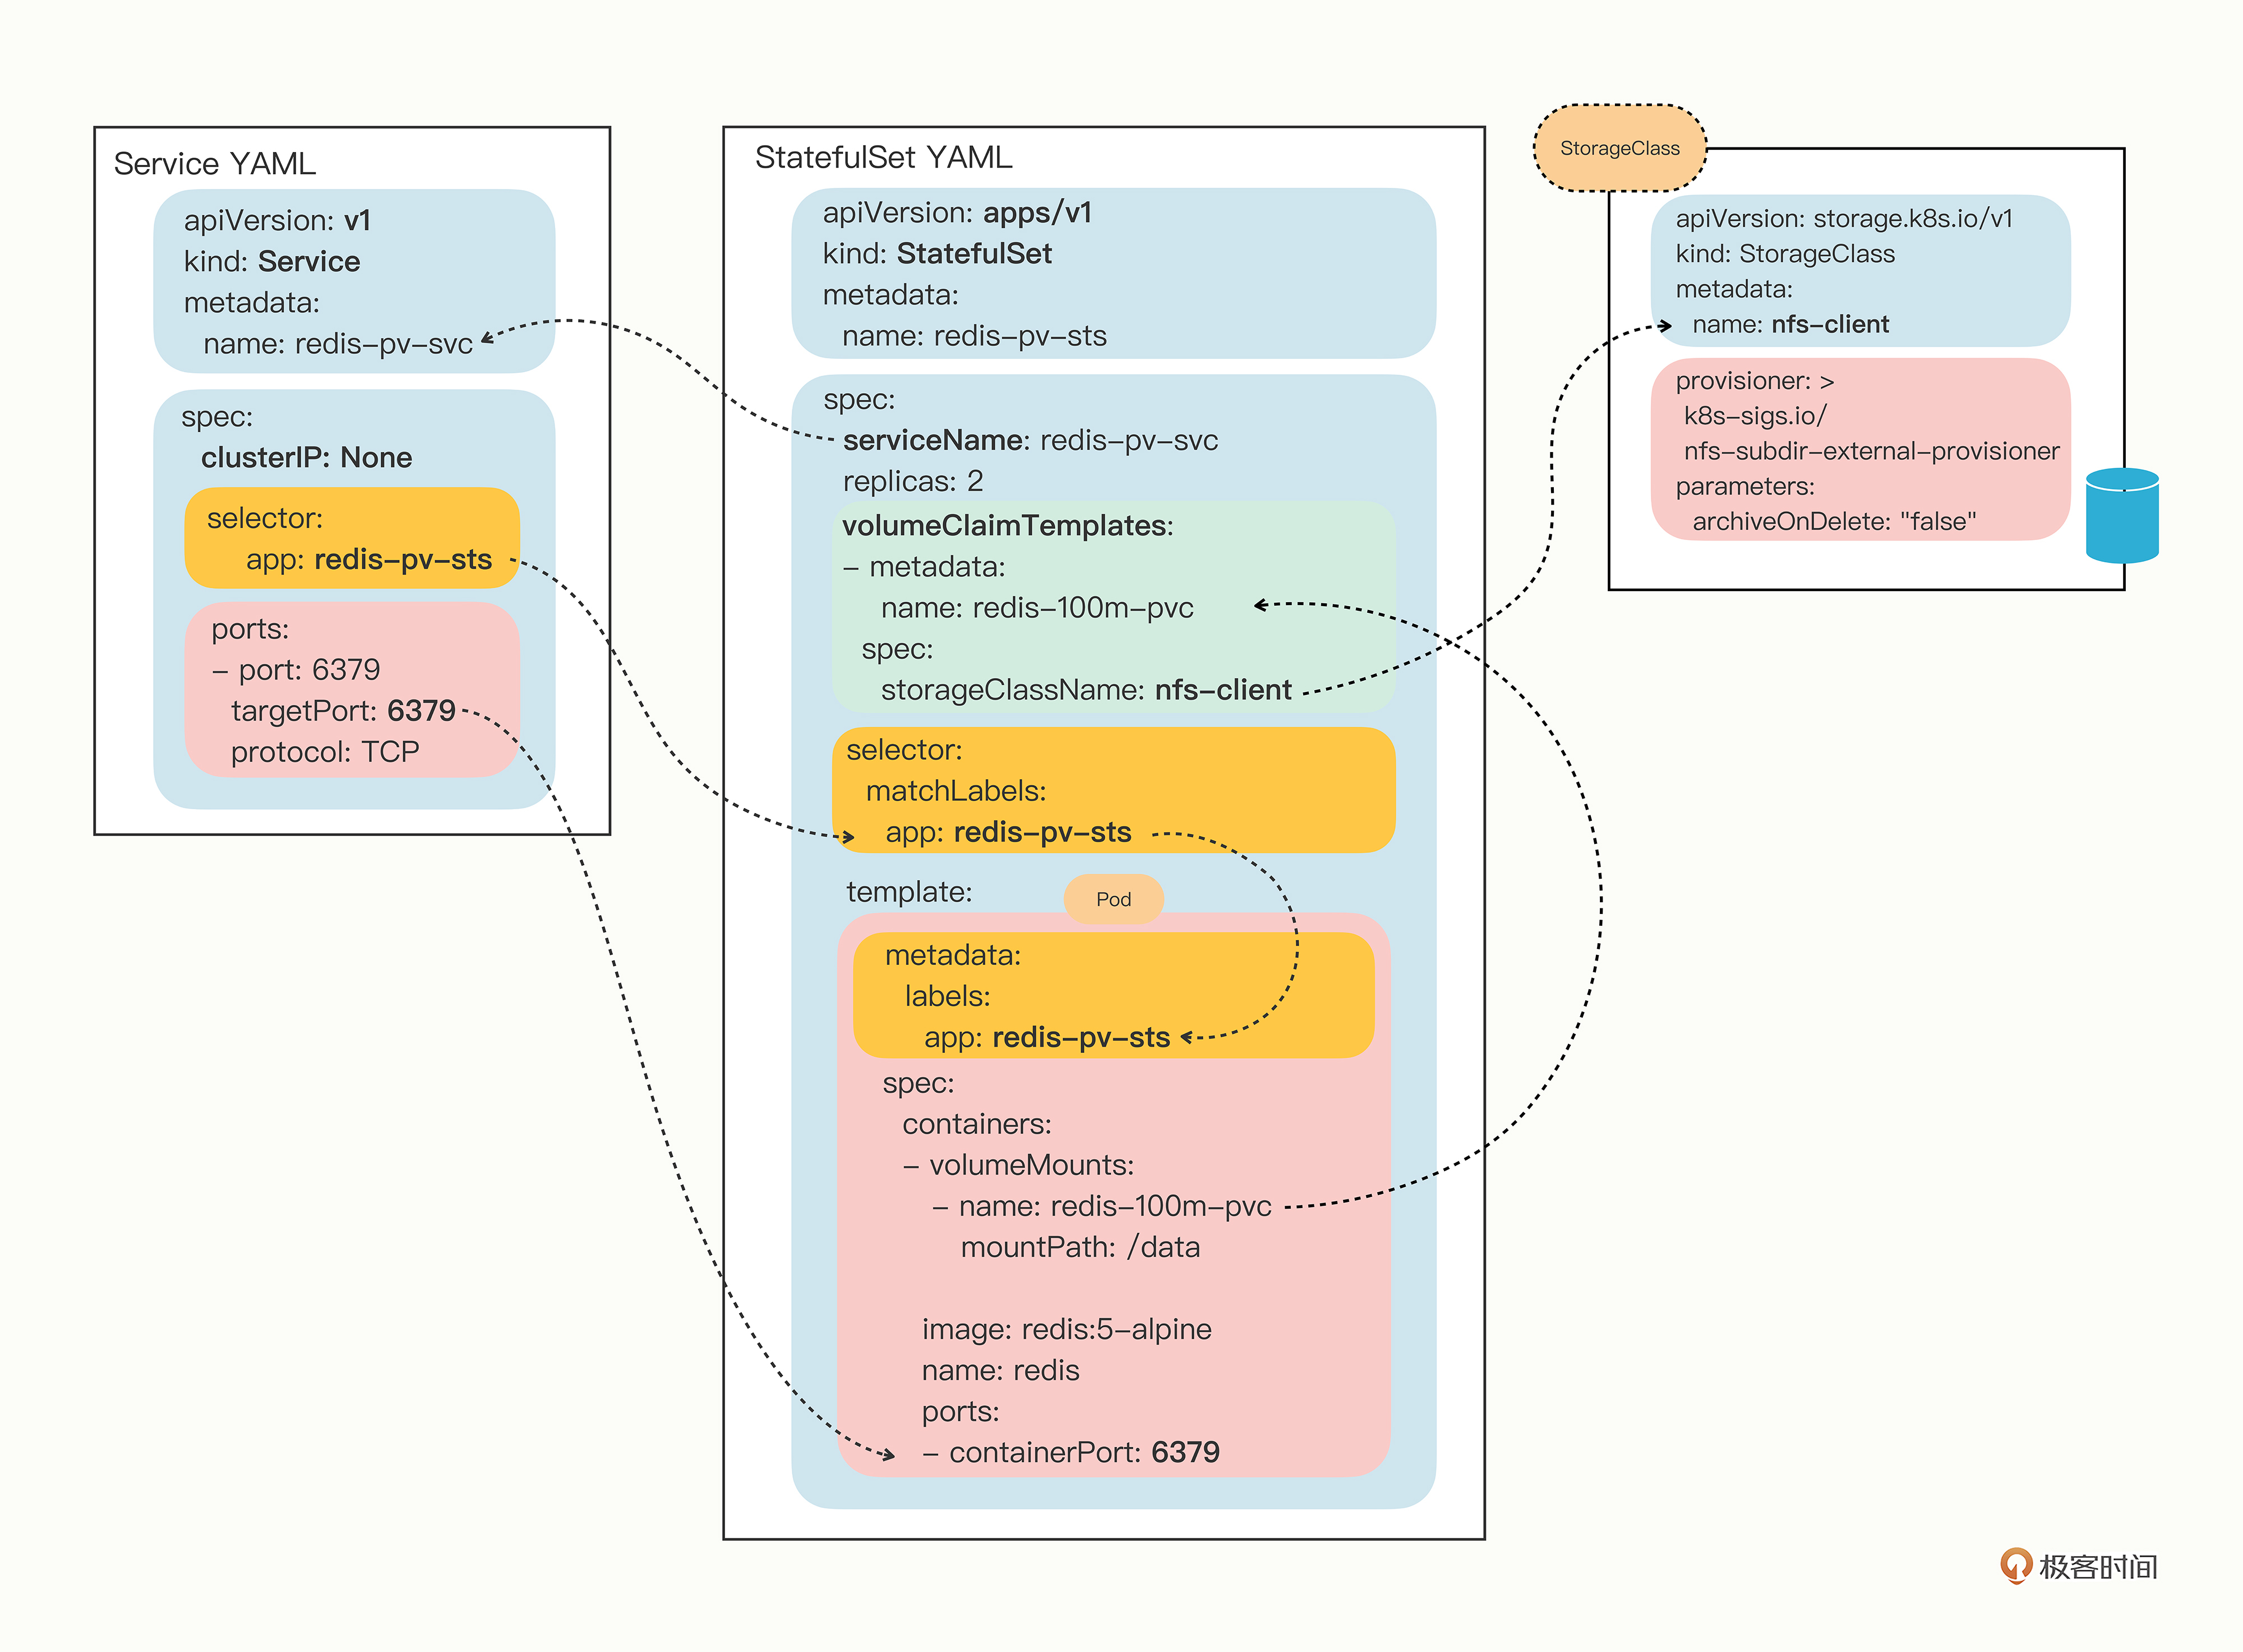 Service YAML
apiVersion: v1
kind: Service
metadata:
name: redis-pv-svc
spec:
clusterIP: None
selector:
app: redis-pv-sts
ports:
- port: 6379
targetPort: 6379
protocol: TCP
StatefulSet YAML
apiVersion: apps/v1
kind: StatefulSet
metadata:
name: redis-pv-sts
spec:
serviceName: redis-pv-svc
replicas: 2
volumeClaimTemplates:
- metadata:
name: redis-100m-pvc
spec:
storageClassName: nfs-client
selector:
matchLabels:
app: redis-pv-sts
template:
Pod
metadata:
labels:
app: redis-pv-sts
spec:
containers:
- volumeMounts:
- name: redis-100m-pvc
mountPath: /data
image: redis:5-alpine
name: redis
ports:
- containerPort: 6379
StorageClass
apiVersion: storage.k8s.io/v1
kind: StorageClass
metadata:
name: nfs-client
provisioner: >
k8s-sigs.io/
nfs-subdir-external-provisioner
parameters:
archiveOnDelete: "false"
极客时间